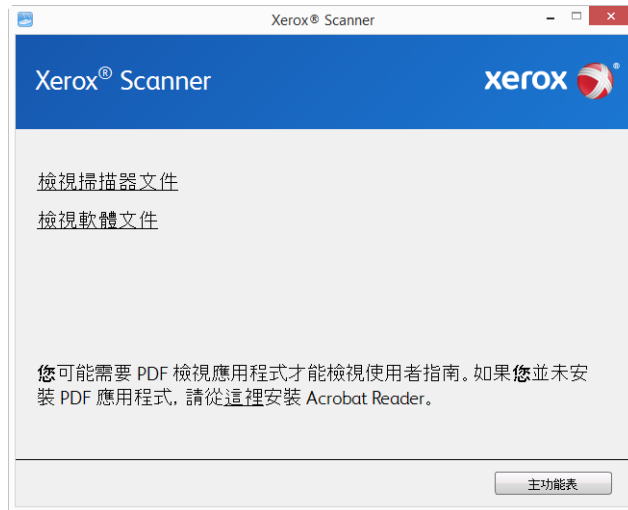 Xerox® Scanner
Xerox® Scanner
xerox®
檢視掃描器文件
檢視軟體文件
您可能需要 PDF 檢視應用程式才能檢視使用者指南。如果您並未安
裝 PDF 應用程式, 請從這裡安裝 Acrobat Reader。
主功能表